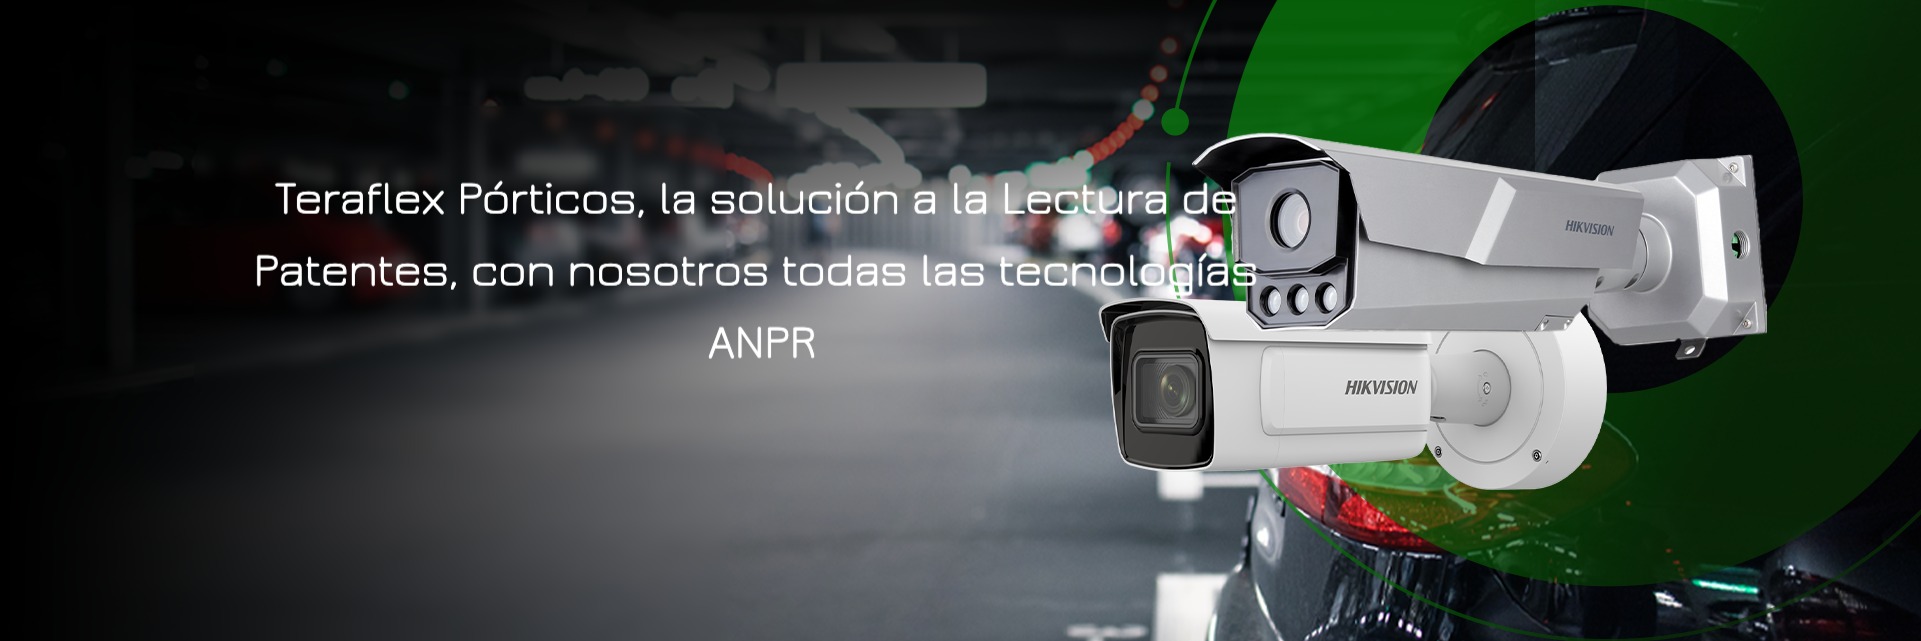 Teraflex Pórticos, la solución a la Lectura de
Patentes, con nosotros todas las tecnologías
ANPR
HIKVISION
HIKVISION